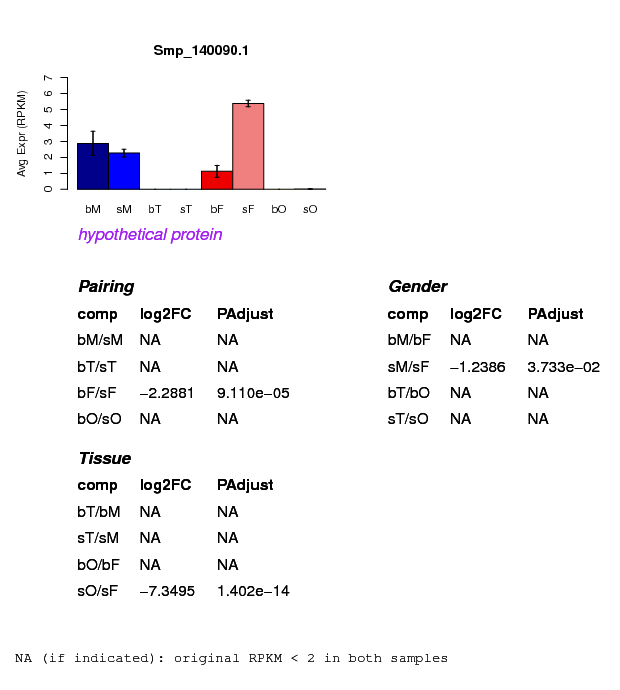 Smp_140090.1
Avg Expr (RPKM)
7
6
5
4
3
2
1
0
bM sM bT sT bF sF bO sO
hypothetical protein
Pairing
comp log2FC PAdjust
bM/sM NA NA
bT/sT NA NA
bF/sF −2.2881 9.110e−05
bO/sO NA NA
Gender
comp log2FC PAdjust
bM/bF NA NA
sM/sF −1.2386 3.733e−02
bT/bO NA NA
sT/sO NA NA
Tissue
comp log2FC PAdjust
bT/bM NA NA
sT/sM NA NA
bO/bF NA NA
sO/sF −7.3495 1.402e−14
NA (if indicated): original RPKM < 2 in both samples